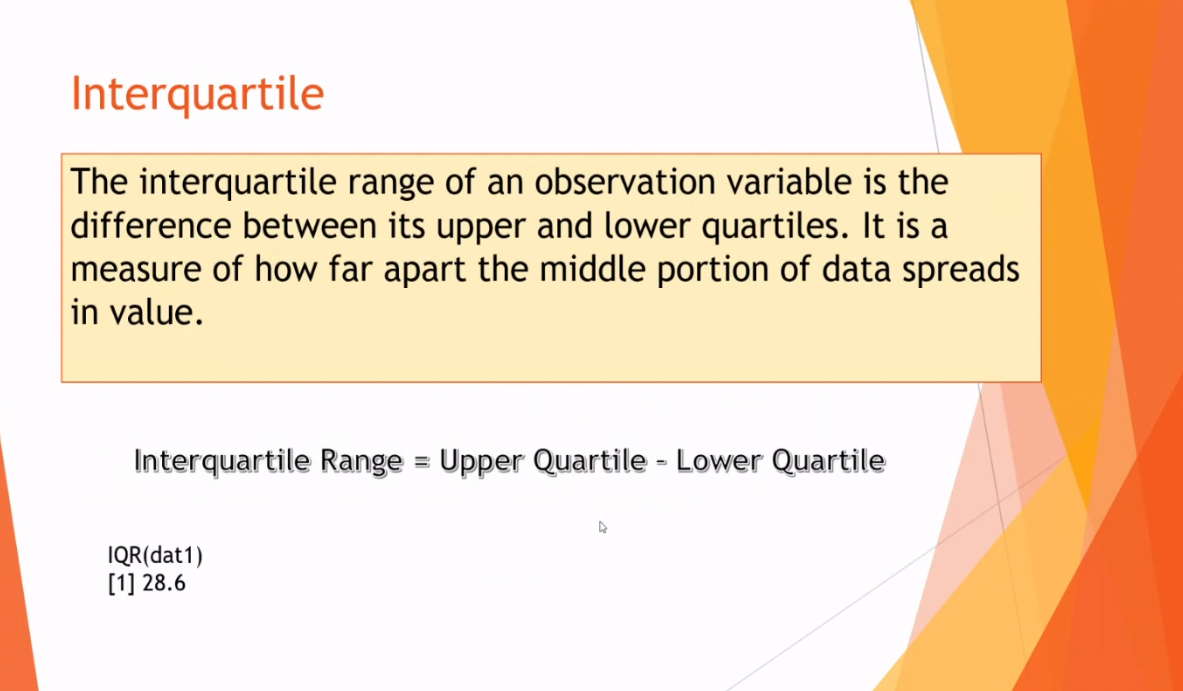 Interquartile
The interquartile range of an observation variable is the
difference between its upper and lower quartiles. It is a
measure of how far apart the middle portion of data spreads
in value.
Interquartile Range = Upper Quartile - Lower Quartile
IQR(dat1)
[1] 28.6